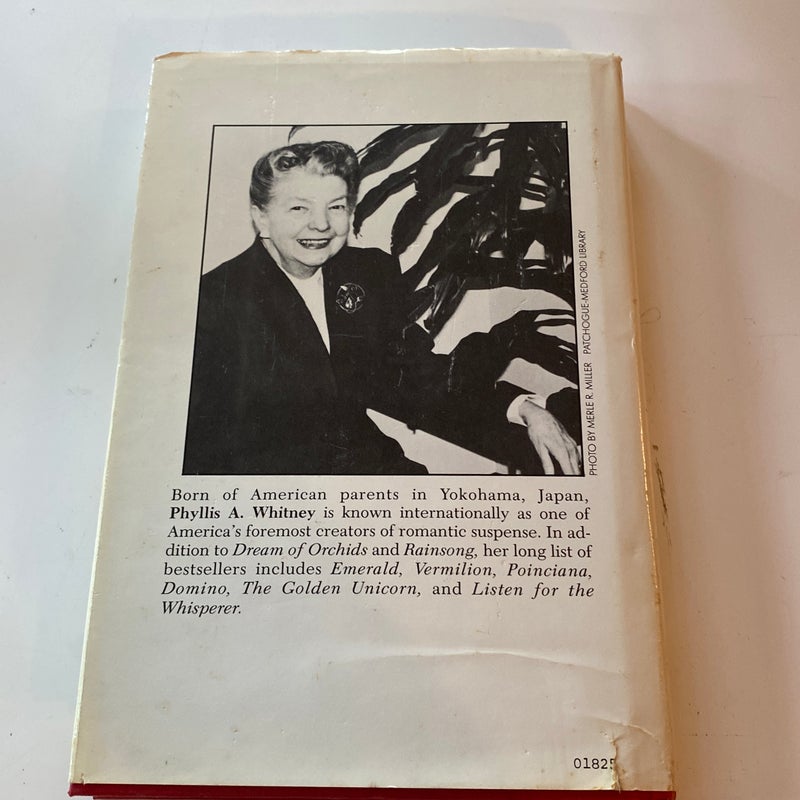 PHOTO BY MERLE R. MILLER PATCHOGUE-MEDFORD LIBRARY
Born of American parents in Yokohama, Japan,
Phyllis A. Whitney is known internationally as one of
America's foremost creators of romantic suspense. In ad-
dition to Dream of Orchids and Rainsong, her long list of
bestsellers includes Emerald, Vermilion, Poinciana,
Domino, The Golden Unicorn, and Listen for the
Whisperer.
01825